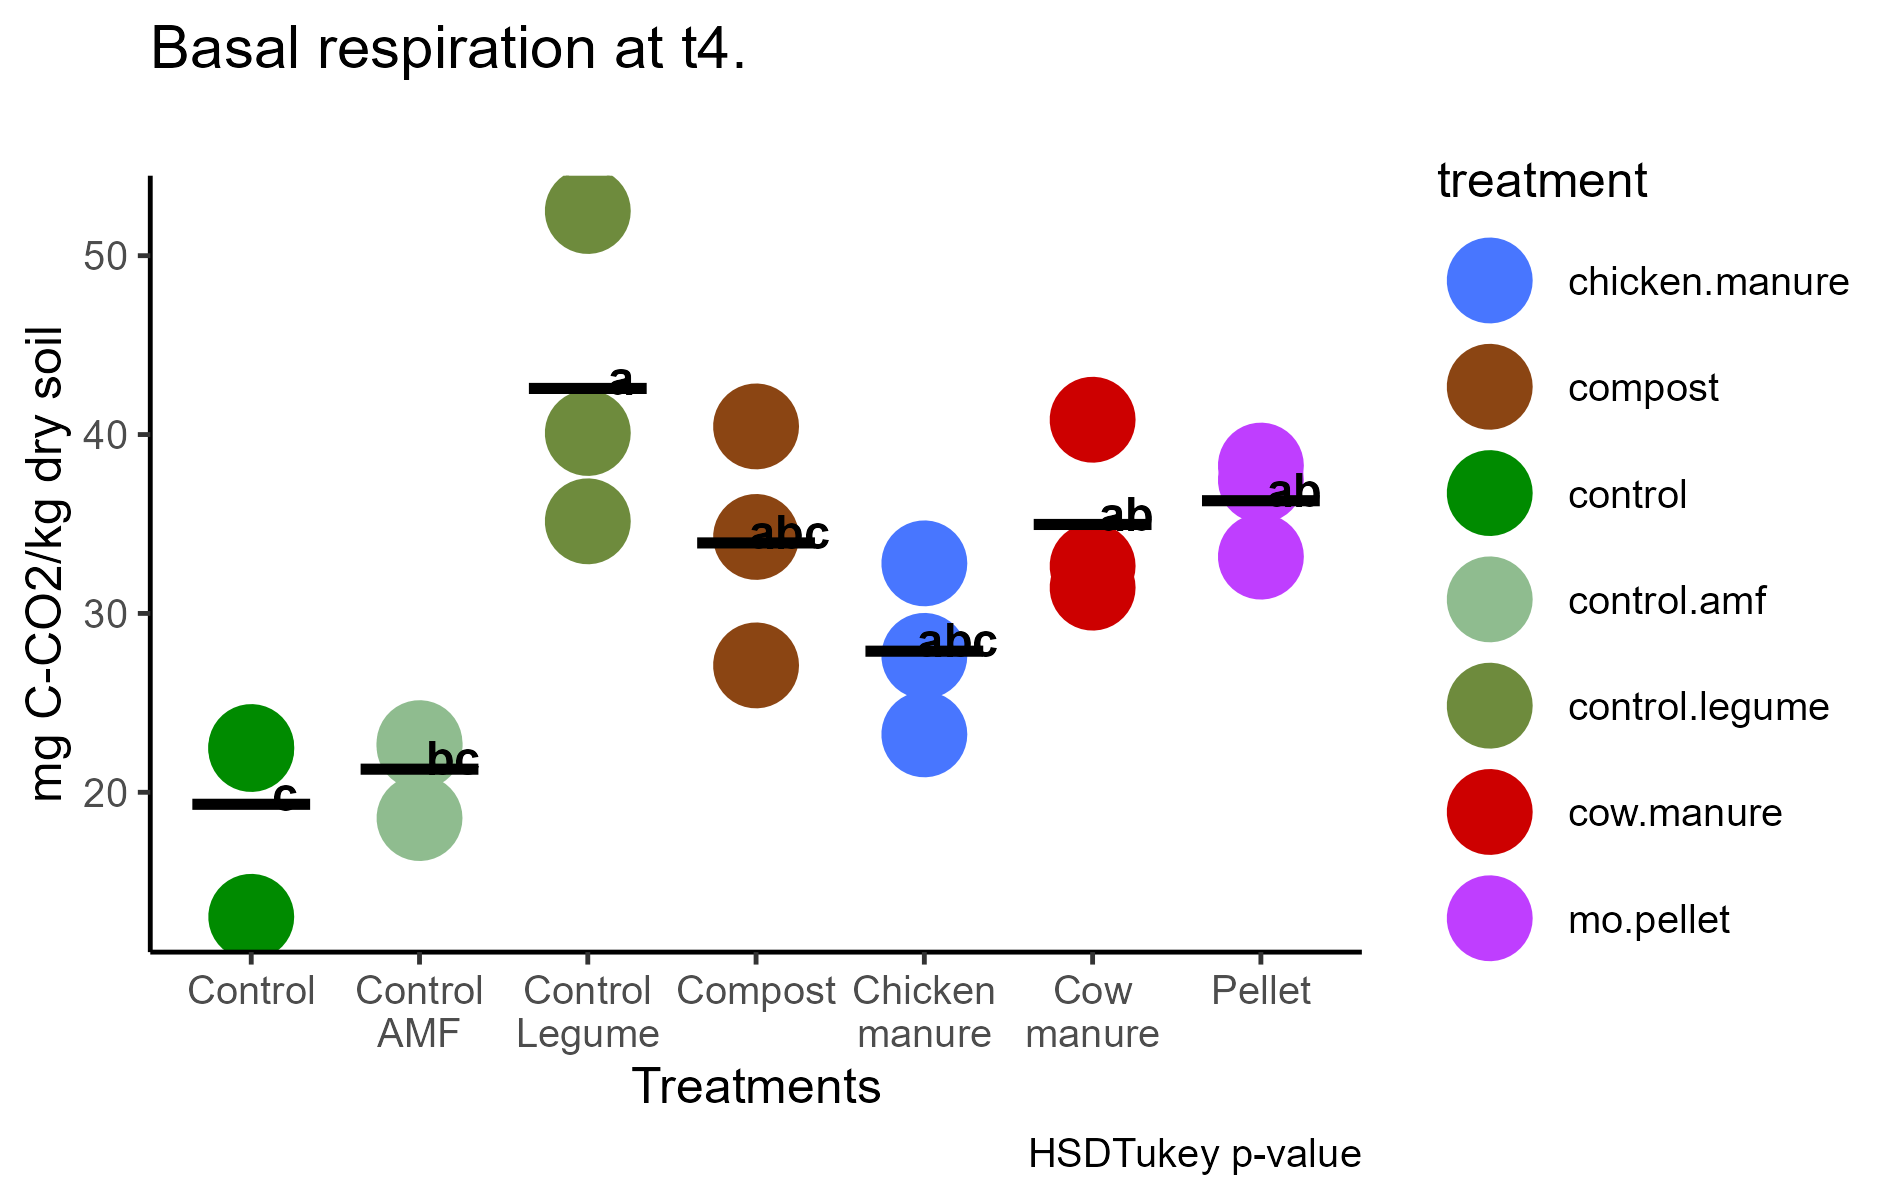 Basal respiration at t4.
mg C-CO2/kg dry soil
50
40
30
20
a
abc
abc
ab
ab
bc
c
Control
Control
AMF
Control
Legume
Compost
Chicken
manure
Cow
manure
Pellet
Treatments
HSDTukey p-value
treatment
chicken.manure
compost
control
control.amf
control.legume
cow.manure
mo.pellet